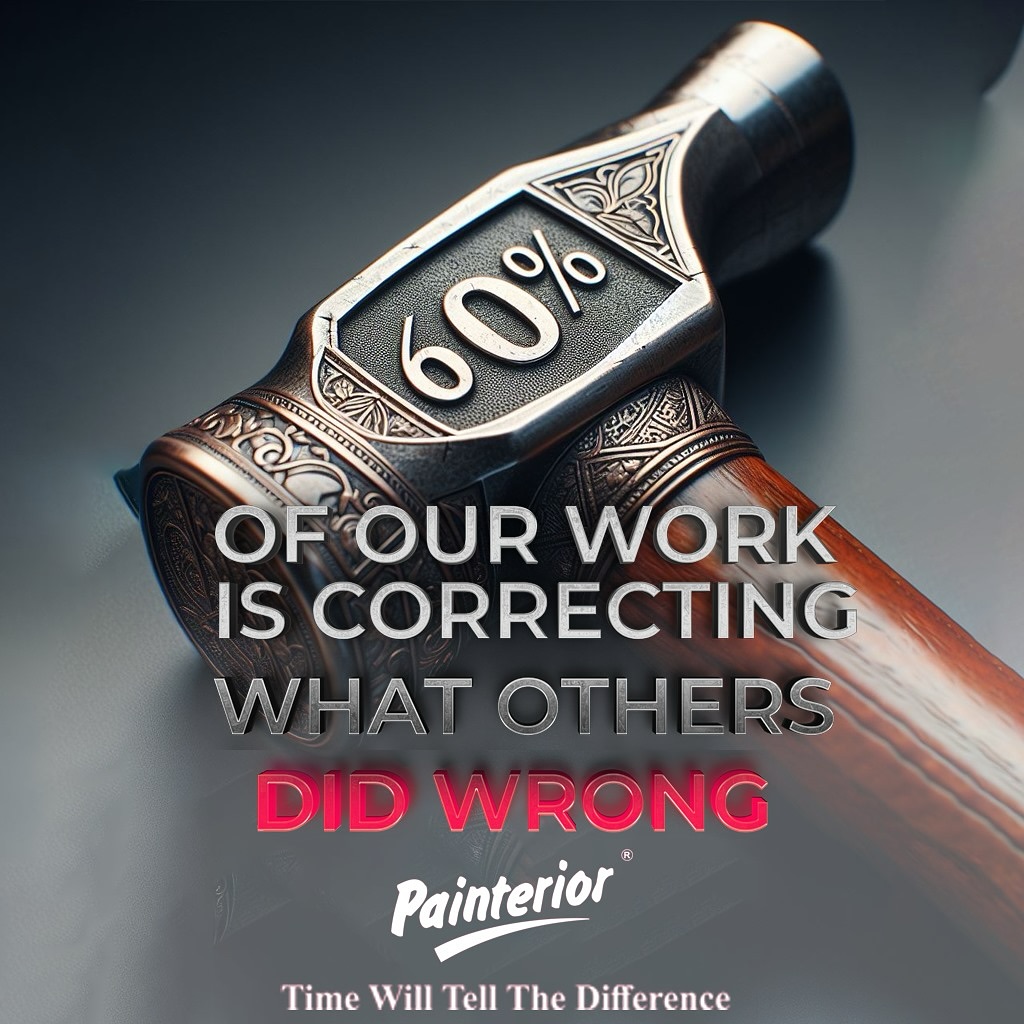 60%
OF OUR WORK
IS CORRECTING
WHAT OTHERS
DID WRONG
Painterior®
Time Will Tell The Difference